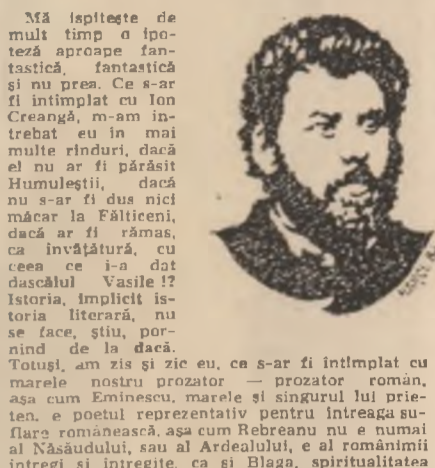 Mă ispitește de
mult timp o ipo-
teză aproape fan-
tastică, fantastică
și nu prea. Ce s-ar
fi întîmplat cu Ion
Creangă, m-am în-
trebat eu în mai
multe rînduri, dacă
el nu ar fi părăsit
Humuleștii, dacă
nu s-ar fi dus nici
măcar la Fălticeni,
dacă ar fi rămas,
ca învățătură, cu
ceea ce i-a dat
dascălul Vasile !?
Istoria, implicit is-
toria literară, nu
se face, știu, por-
nind de la dacă.
Totuși, am zis și zic eu, ce s-ar fi întîmplat cu
marele nostru prozator — prozator român,
așa cum Eminescu, marele și singurul lui prie-
ten, e poetul reprezentativ pentru întreaga su-
flare românească, așa cum Rebreanu nu e numai
al Năsăudului, sau al Ardealului, e al românimii
întregi și întregite, ca și Blaga, spiritualitatea